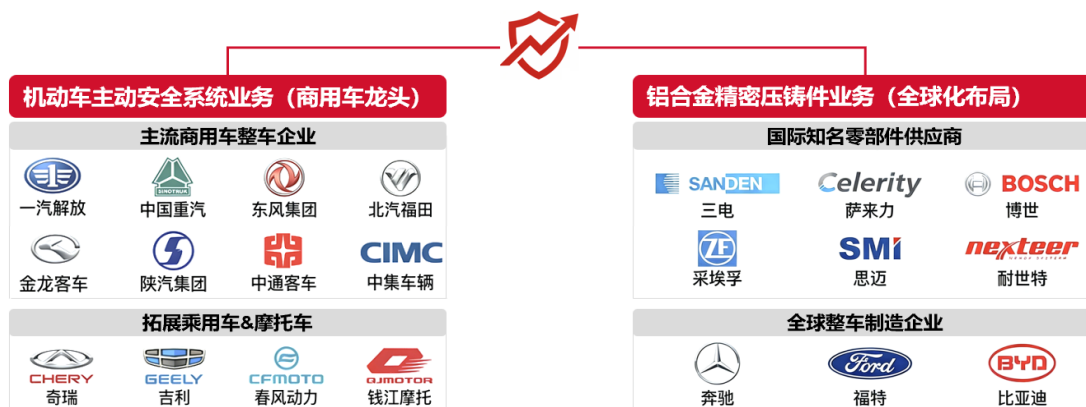 机动车主动安全系统业务（商用车龙头）
主流商用车整车企业
SINOTRUK
一汽解放 中国重汽 东风集团 北汽福田
CIMC
金龙客车 陕汽集团 中通客车 中集车辆
拓展乘用车&摩托车
CHERY GEELY CFMOTO QJMOTOR
奇瑞 吉利 春风动力 钱江摩托
铝合金精密压铸件业务（全球化布局）
国际知名零部件供应商
SANDEN Celerity BOSCH
三电 萨来力 博世
ZF SMi nexteer
采埃孚 思迈 耐世特
全球整车制造企业
Ford BYD
奔驰 福特 比亚迪